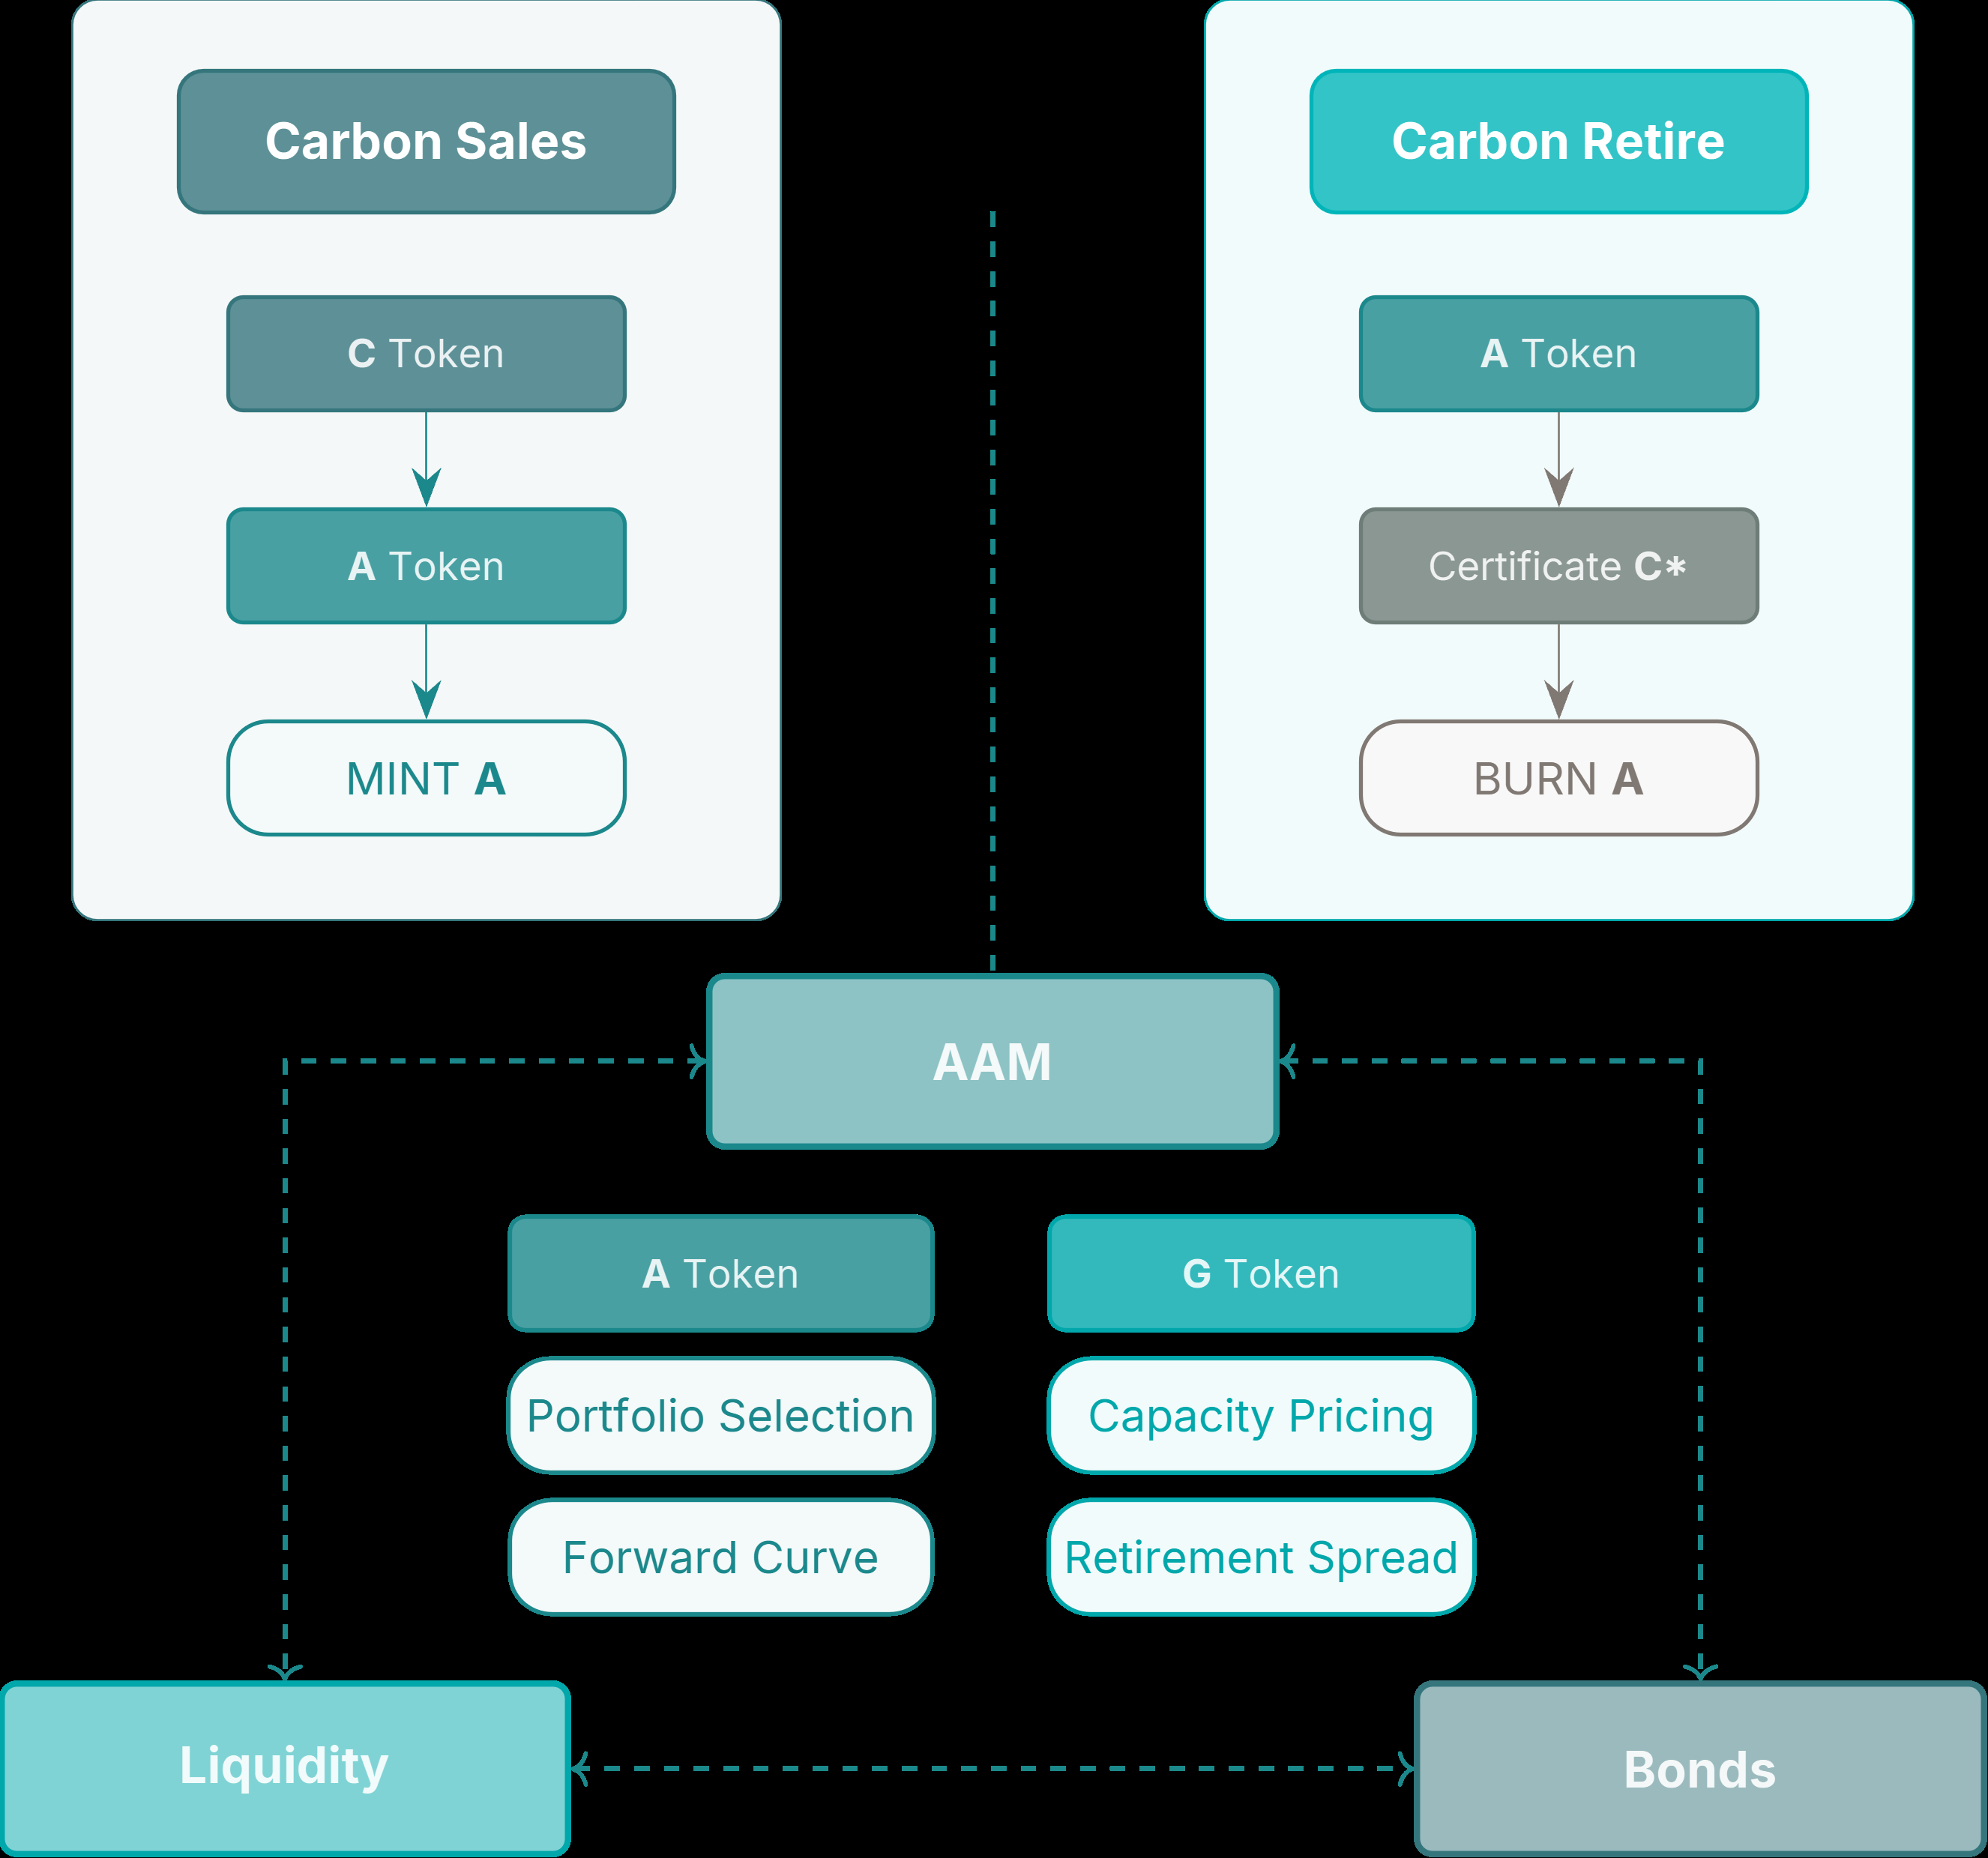 Carbon Sales
C Token
A Token
MINT A
Carbon Retire
A Token
Certificate C*
BURN A
AAM
A Token
G Token
Portfolio Selection
Capacity Pricing
Forward Curve
Retirement Spread
Liquidity
Bonds